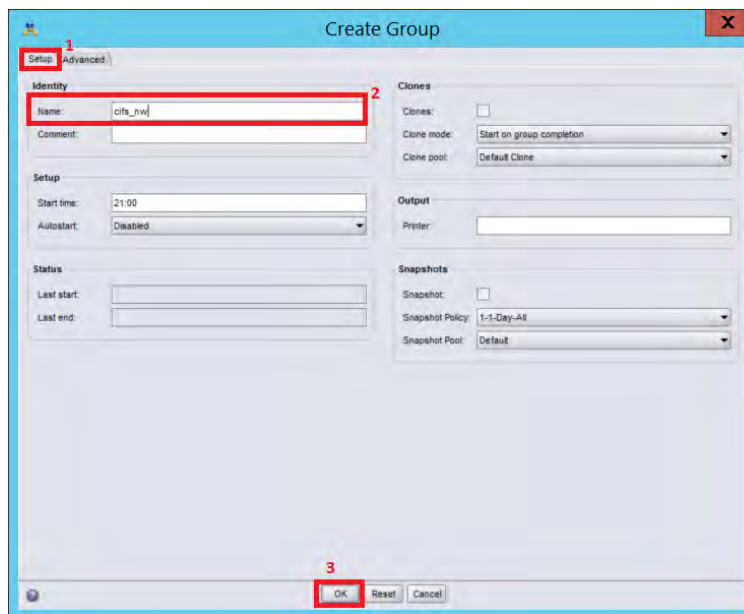 Create Group
X
1
Setup Advanced
Identity
2
Name: cifs_nw
Comment:
Setup
Start time: 21:00
Autostart: Disabled
Status
Last start:
Last end:
Clones
Clones:
Clone mode: Start on group completion
Clone pool: Default Clone
Output
Printer:
Snapshots
Snapshot:
Snapshot Policy: 1-1-Day-All
Snapshot Pool: Default
3
? OK Reset Cancel